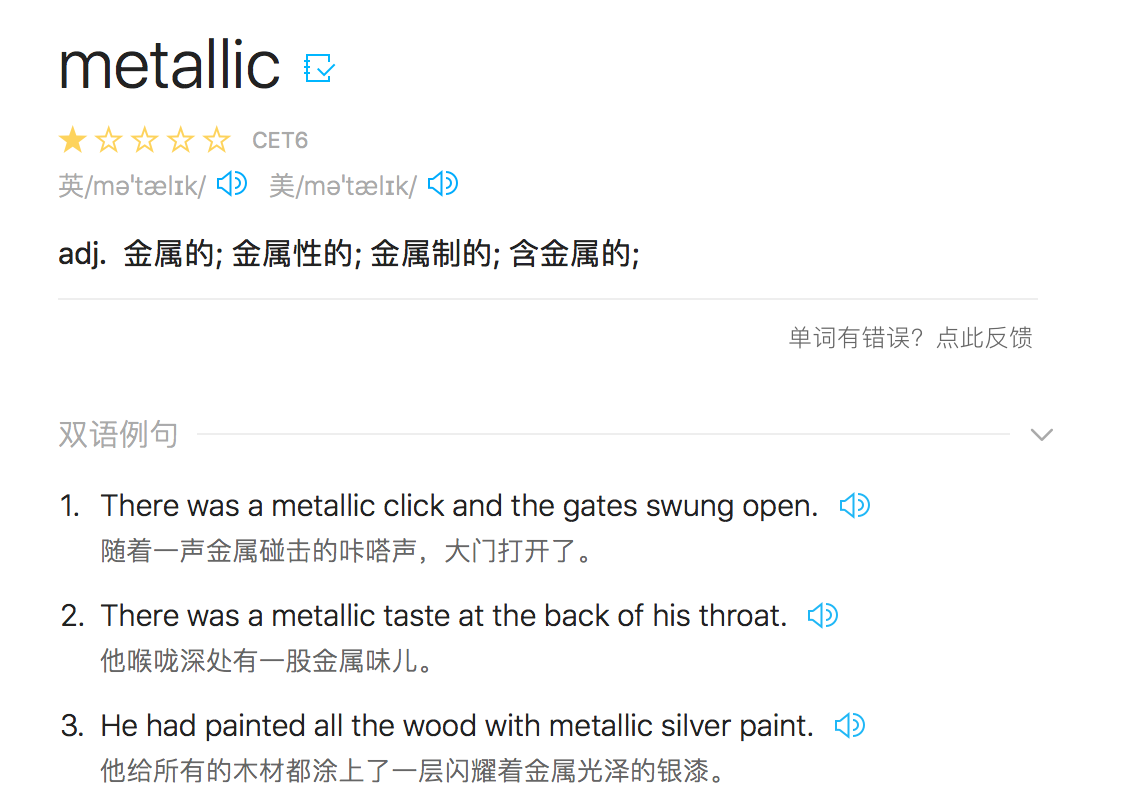 metallic
CET6
英/mə'tælɪk/ 美/mə'tælɪk/
adj. 金属的; 金属性的; 金属制的; 含金属的;
单词有错误？点此反馈
双语例句
1. There was a metallic click and the gates swung open.
随着一声金属碰击的咔嗒声，大门打开了。
2. There was a metallic taste at the back of his throat.
他喉咙深处有一股金属味儿。
3. He had painted all the wood with metallic silver paint.
他给所有的木材都涂上了一层闪耀着金属光泽的银漆。